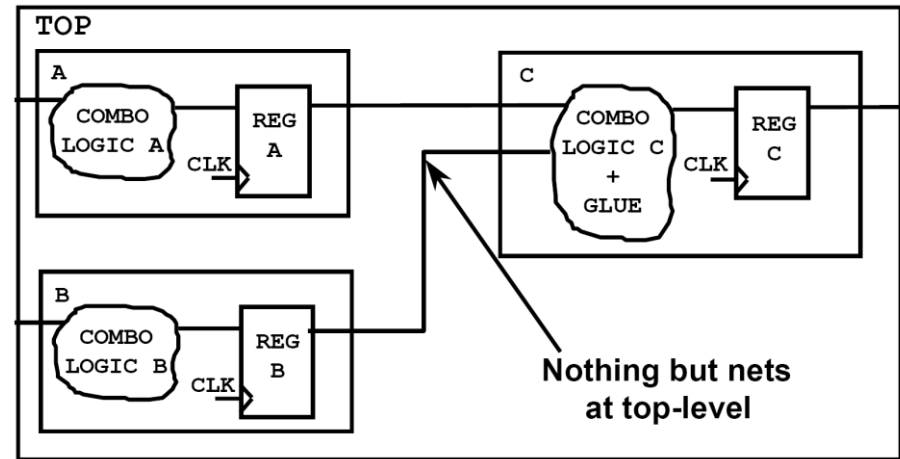 TOP
A
COMBO
LOGIC A
REG
A
CLK
C
COMBO
LOGIC C
+
GLUE
REG
C
CLK
B
COMBO
LOGIC B
REG
B
CLK
Nothing but nets
at top-level